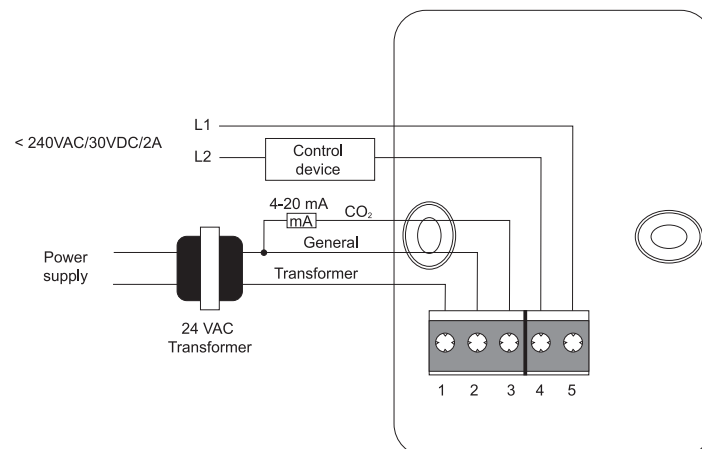 L1
< 240VAC/30VDC/2A
L2
Control
device
4-20 mA
mA
CO₂
General
Power
supply
Transformer
24 VAC
Transformer
1 2 3 4 5